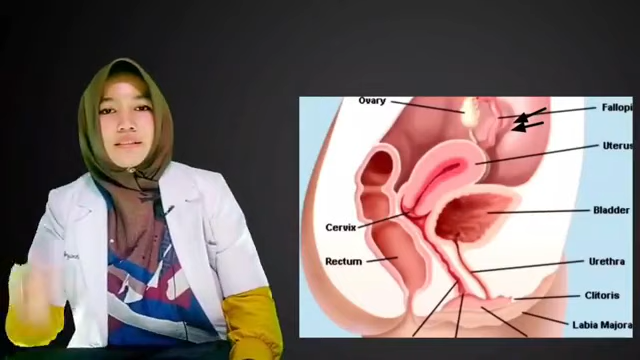 Ovary
Fallopi
Uterus
Bladder
Cervix
Rectum
Urethra
Clitoris
Labia Majora